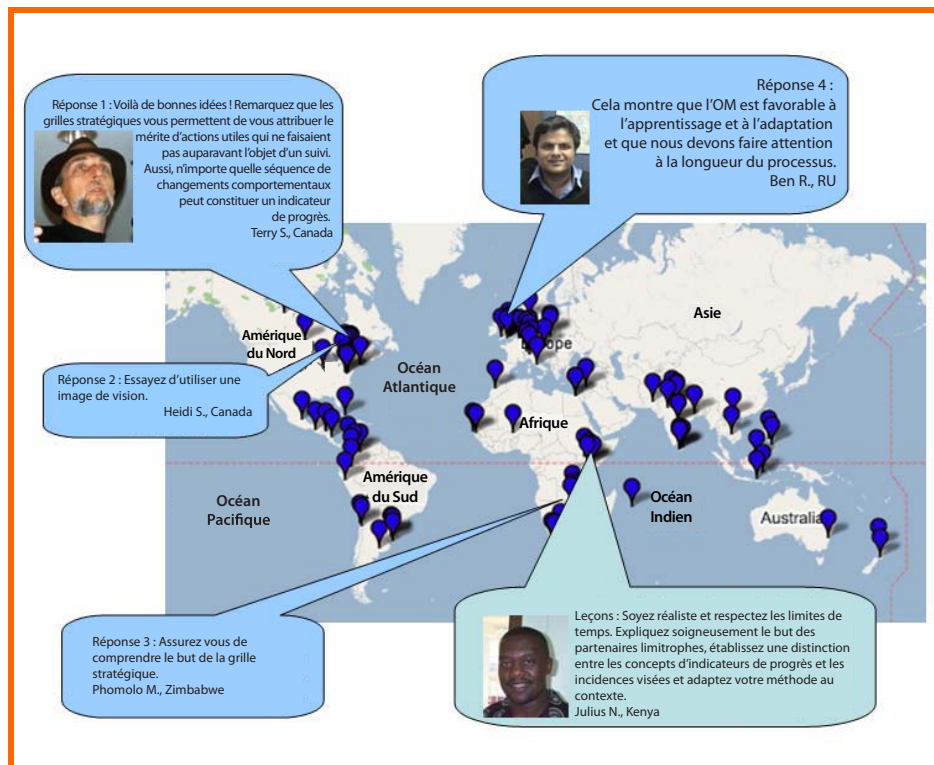 Réponse 1 : Voilà de bonnes idées ! Remarquez que les
grilles stratégiques vous permettent de vous attribuer le
mérite d'actions utiles qui ne faisaient
pas auparavant l'objet d'un suivi.
Aussi, n'importe quelle séquence de
changements comportementaux
peut constituer un indicateur
de progrès.
Terry S., Canada
Réponse 4 :
Cela montre que l'OM est favorable à
l'apprentissage et à l'adaptation
et que nous devons faire attention
à la longueur du processus.
Ben R., RU
Amérique
du Nord
Asie
Europe
Réponse 2 : Essayez d'utiliser une
image de vision.
Heidi S., Canada
Océan
Atlantique
Afrique
Amérique
du Sud
Océan
Pacifique
Océan
Indien
Australia
Réponse 3 : Assurez vous de
comprendre le but de la grille
stratégique.
Phomolo M., Zimbabwe
Leçons : Soyez réaliste et respectez les limites de
temps. Expliquez soigneusement le but des
partenaires limitrophes, établissez une distinction
entre les concepts d'indicateurs de progrès et les
incidences visées et adaptez votre méthode au
contexte.
Julius N., Kenya